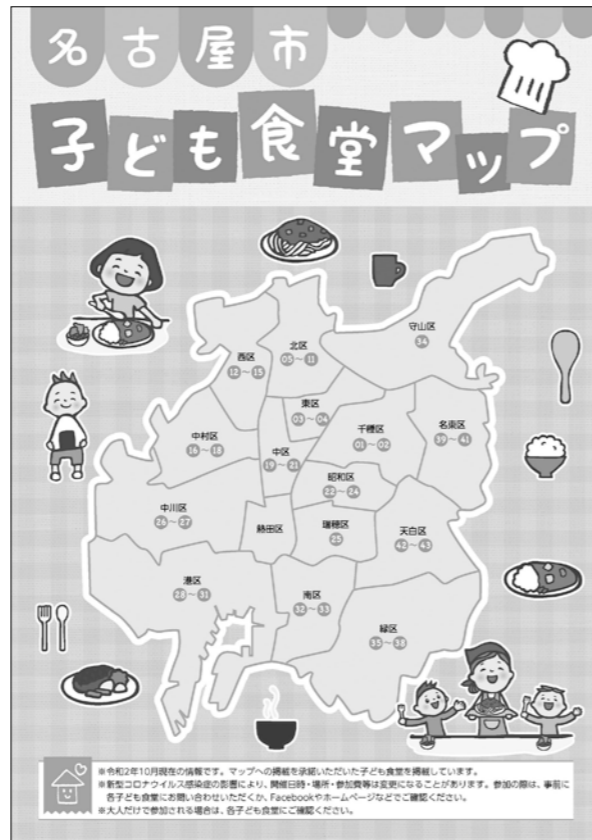 名古屋市
子ども食堂マップ
守山区
34
北区
05～11
西区
12～15
東区
03～04
千種区
01～02
名東区
39～41
中村区
16～18
中区
19～21
昭和区
22～24
中川区
26～27
熱田区
瑞穂区
25
天白区
42～43
港区
28～31
南区
32～33
緑区
35～38
※令和2年10月現在の情報です。マップへの掲載を承諾いただいた子ども食堂を掲載しています。
※新型コロナウイルス感染症の影響により、開催日時・場所・参加費等は変更になることがあります。参加の際は、事前に
各子ども食堂にお問い合わせいただくか、Facebookやホームページなどでご確認ください。
※大人だけで参加される場合は、各子ども食堂にご確認ください。